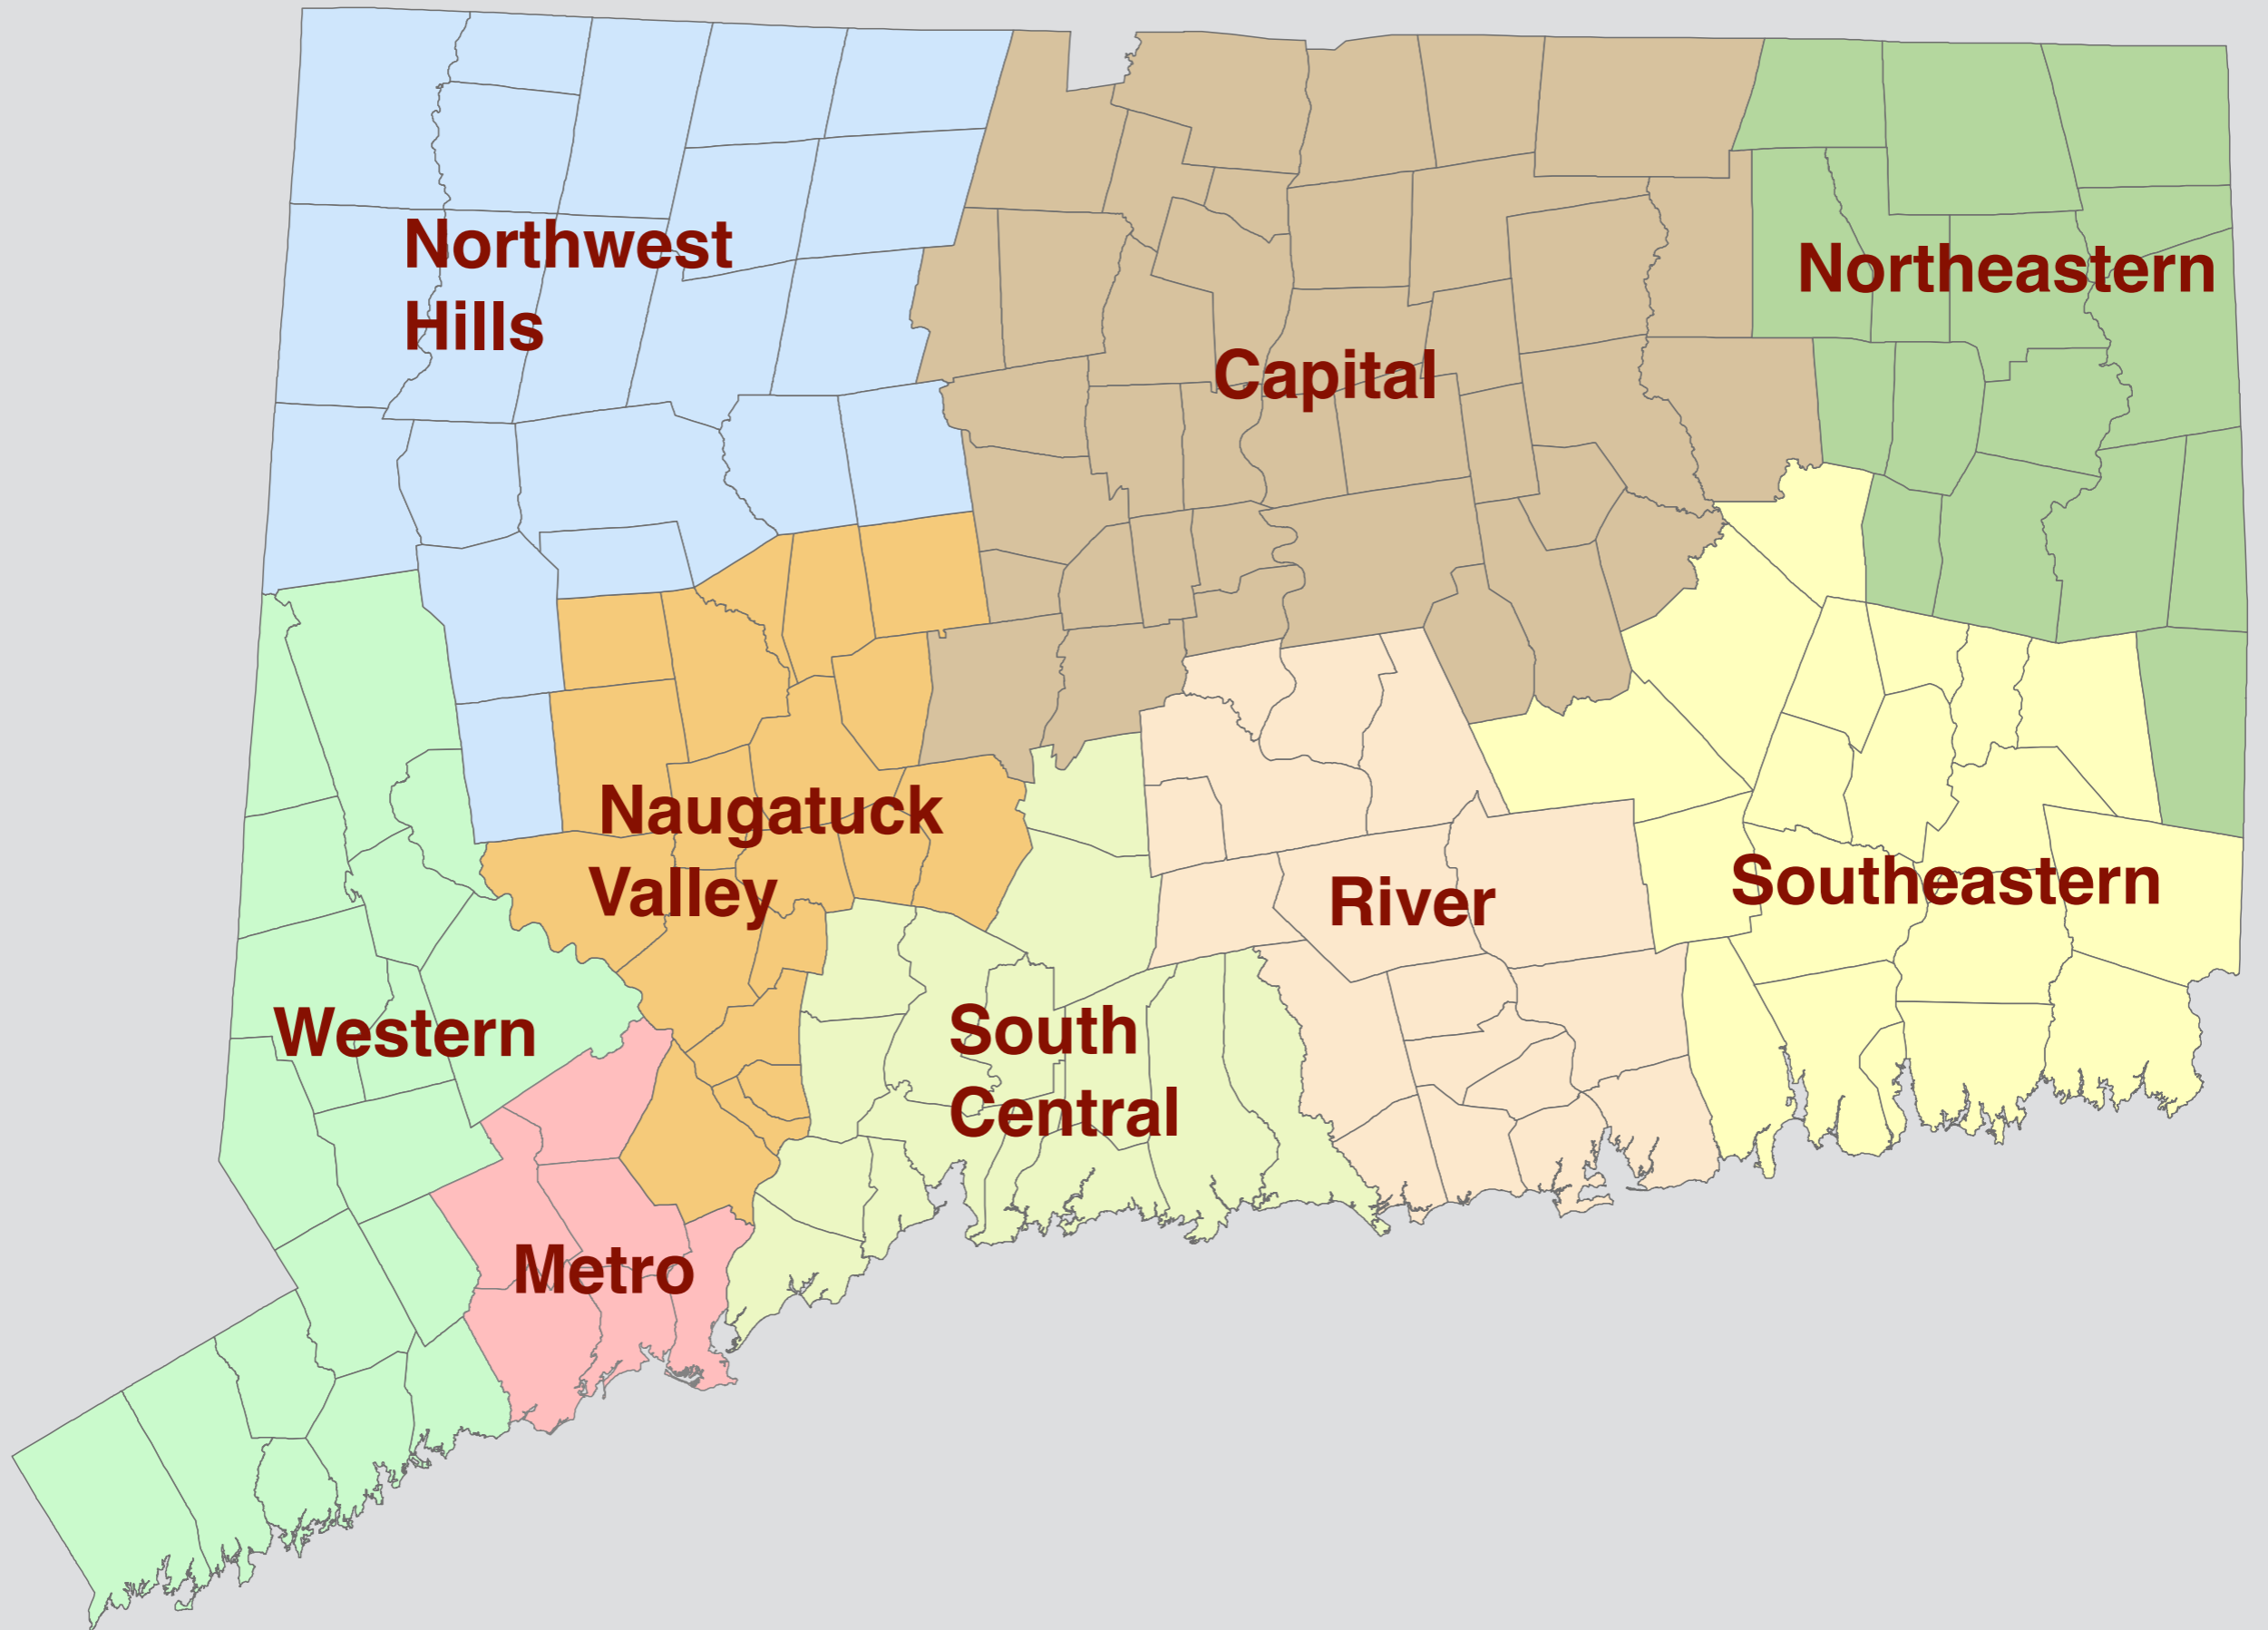 Northwest
Hills
Northeastern
Capital
Naugatuck
Valley
River
Southeastern
Western
South
Central
Metro